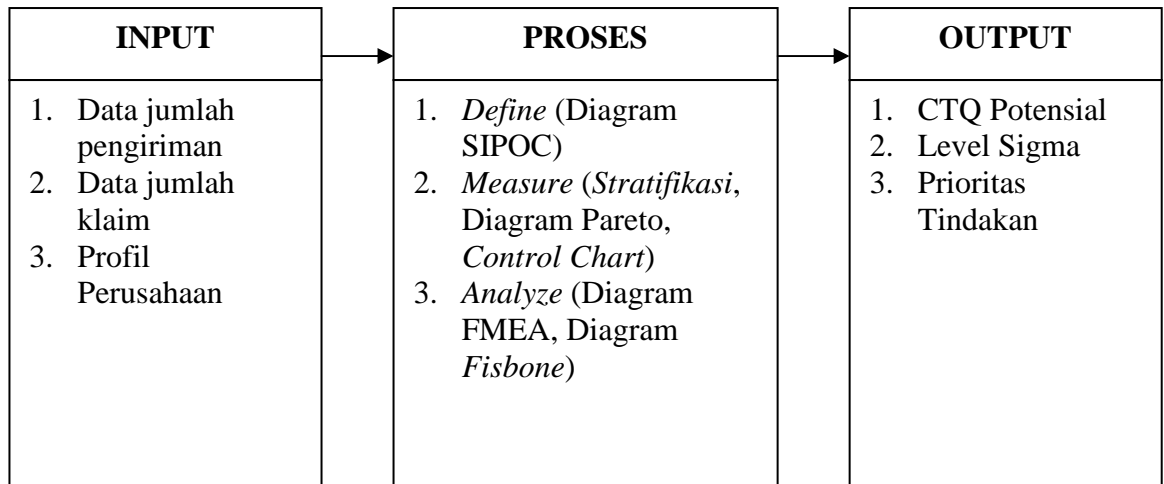 INPUT
1. Data jumlah
pengiriman
2. Data jumlah
klaim
3. Profil
Perusahaan
PROSES
1. Define (Diagram
SIPOC)
2. Measure (Stratifikasi,
Diagram Pareto,
Control Chart)
3. Analyze (Diagram
FMEA, Diagram
Fisbone)
OUTPUT
1. CTQ Potensial
2. Level Sigma
3. Prioritas
Tindakan